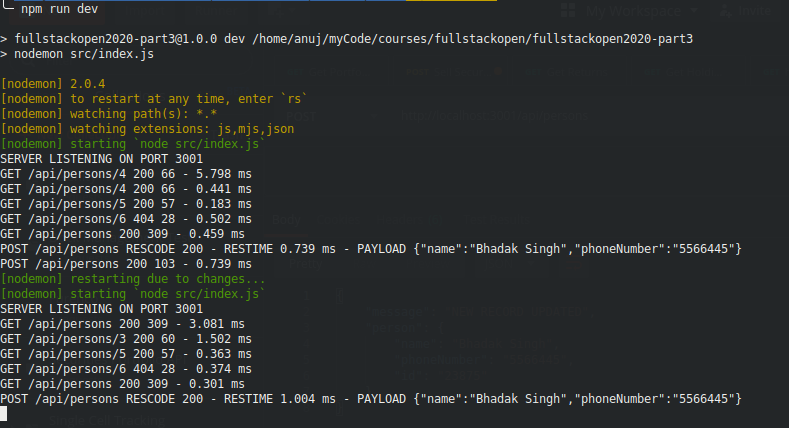 npm run dev
> fullstackopen2020-part3@1.0.0 dev /home/anuj/myCode/courses/fullstackopen/fullstackopen2020-part3
> nodemon src/index.js
[nodemon] 2.0.4
[nodemon] to restart at any time, enter `rs`
[nodemon] watching path(s): *.*
[nodemon] watching extensions: js,mjs,json
[nodemon] starting `node src/index.js`
SERVER LISTENING ON PORT 3001
GET /api/persons/4 200 66 - 5.798 ms
GET /api/persons/4 200 66 - 0.441 ms
GET /api/persons/5 200 57 - 0.183 ms
GET /api/persons/6 404 28 - 0.502 ms
GET /api/persons 200 309 - 0.459 ms
POST /api/persons RESCODE 200 - RESTIME 0.739 ms - PAYLOAD {"name":"Bhadak Singh","phoneNumber":"5566445"}
POST /api/persons 200 103 - 0.739 ms
[nodemon] restarting due to changes...
[nodemon] starting `node src/index.js`
SERVER LISTENING ON PORT 3001
GET /api/persons 200 309 - 3.081 ms
GET /api/persons/3 200 60 - 1.502 ms
GET /api/persons/5 200 57 - 0.363 ms
GET /api/persons/6 404 28 - 0.374 ms
GET /api/persons 200 309 - 0.301 ms
POST /api/persons RESCODE 200 - RESTIME 1.004 ms - PAYLOAD {"name":"Bhadak Singh","phoneNumber":"5566445"}